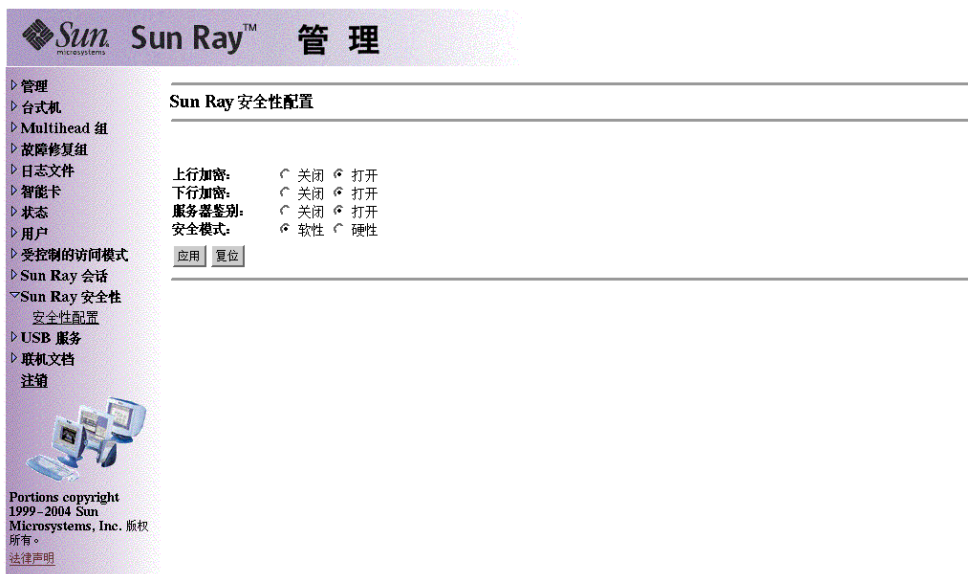 Sun microsystems Sun Ray™ 管 理
管理
台式机
Multihead 组
故障修复组
日志文件
智能卡
状态
用户
受控制的访问模式
Sun Ray 会话
Sun Ray 安全性
安全性配置
USB 服务
联机文档
注销
Portions copyright
1999-2004 Sun
Microsystems, Inc. 版权
所有。
法律声明
Sun Ray 安全性配置
上行加密: 关闭 打开
下行加密: 关闭 打开
服务器鉴别: 关闭 打开
安全模式: 软性 硬性
应用 复位